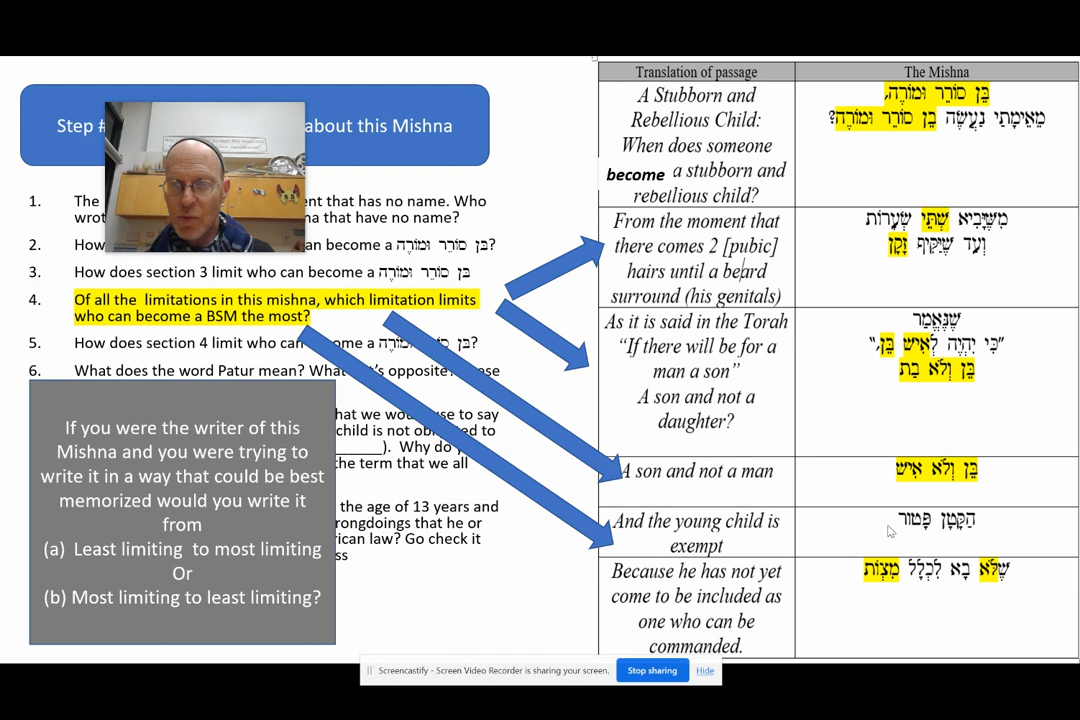 Step #
about this Mishna
1. The
ent that has no name. Who
wrot
na that have no name?
2. How
an become a בֵּן סוֹרֵר וּמוֹרֶה?
3. How does section 3 limit who can become a בֵּן סוֹרֵר וּמוֹרֶה
4. Of all the limitations in this mishna, which limitation limits
who can become a BSM the most?
5. How does section 4 limit who can
ome a
6. What does the word Patur mean? What
it's opposite?
ose
hat we wou
use to say
child is not ob
ed to
). Why do
the term that we all
the age of 13 years and
rongdoings that he or
rican law? Go check it
ss
If you were the writer of this
Mishna and you were trying to
write it in a way that could be best
memorized would you write it
from
(a) Least limiting to most limiting
Or
(b) Most limiting to least limiting?
Translation of passage
The Mishna
A Stubborn and
Rebellious Child:
When does someone
become a stubborn and
rebellious child?
בֵּן סוֹרֵר וּמוֹרֶה,
מֵאֵימָתַי נַעֲשֶׂה בֵן סוֹרֵר וּמוֹרֶה?
From the moment that
there comes 2 [pubic]
hairs until a beard
surround (his genitals)
מִשֶּׁיָּבִיא שְׁתֵּי שְׂעָרוֹת
וְעַד שֶׁיַּקִּיף זָקָן
As it is said in the Torah
“If there will be for a
man a son”
A son and not a
daughter?
שֶׁנֶּאֱמַר
”כִּי יִהְיֶה לְאִישׁ בֵּן,“
בֵּן וְלֹא בַת
A son and not a man
בֵּן וְלֹא אִישׁ
And the young child is
exempt
הַקָּטָן פָּטוּר
Because he has not yet
come to be included as
one who can be
commanded.
שֶׁלֹּא בָא לִכְלָל מִצְוֹת
Screencastify - Screen Video Recorder is sharing your screen.
Stop sharing
Hide